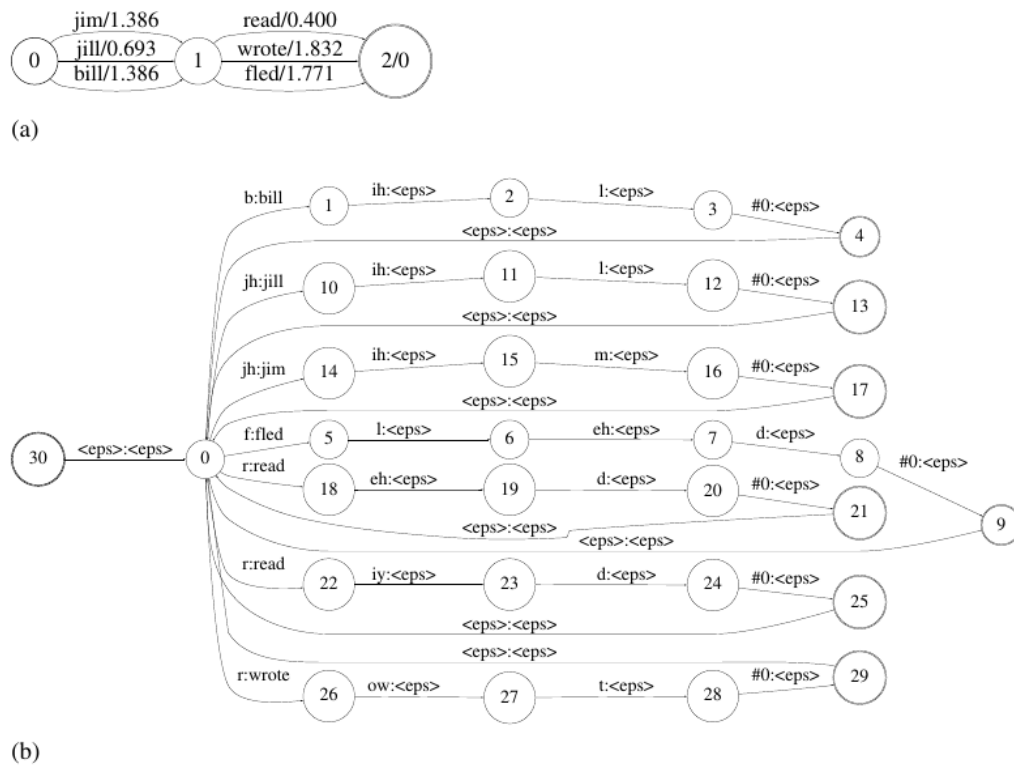 jim/1.386 read/0.400
0 jill/0.693 1 wrote/1.832 2/0
bill/1.386 fled/1.771
(a)
b:bill 1 ih:<eps> 2 l:<eps> 3 #0:<eps> 4
<eps>:<eps>
jh:jill 10 ih:<eps> 11 l:<eps> 12 #0:<eps> 13
<eps>:<eps>
jh:jim 14 ih:<eps> 15 m:<eps> 16 #0:<eps> 17
<eps>:<eps>
30 <eps>:<eps> 0 f:fled 5 l:<eps> 6 eh:<eps> 7 d:<eps> 8 #0:<eps> 9
r:read 18 eh:<eps> 19 d:<eps> 20 #0:<eps> 21
<eps>:<eps>
<eps>:<eps>
r:read 22 iy:<eps> 23 d:<eps> 24 #0:<eps> 25
<eps>:<eps>
<eps>:<eps>
r:wrote 26 ow:<eps> 27 t:<eps> 28 #0:<eps> 29
(b)